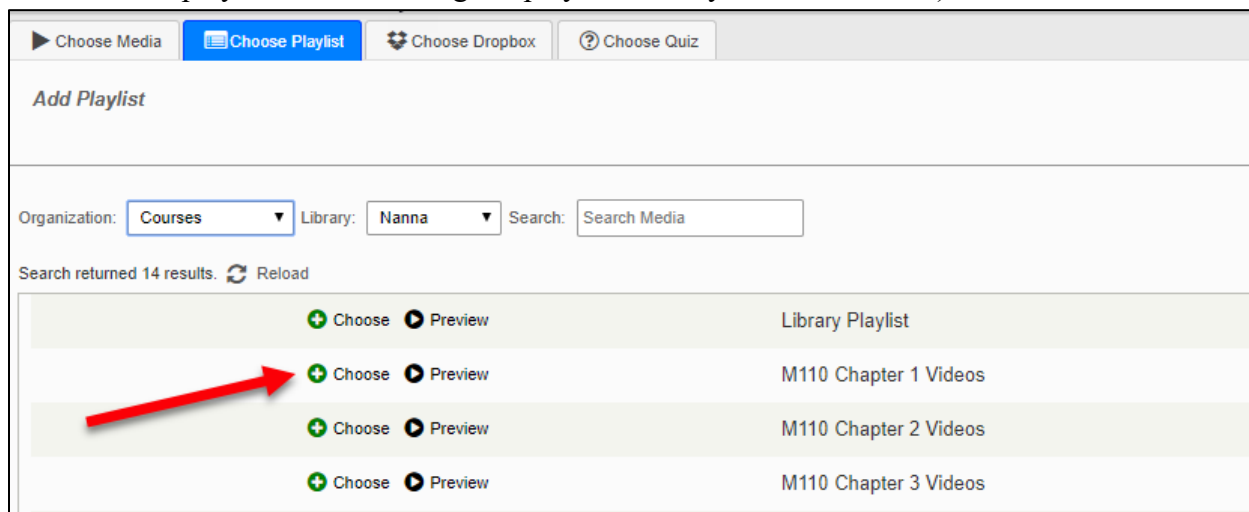 Choose Media Choose Playlist Choose Dropbox Choose Quiz
Add Playlist
Organization: Courses Library: Nanna Search: Search Media
Search returned 14 results. Reload
Choose Preview Library Playlist
Choose Preview M110 Chapter 1 Videos
Choose Preview M110 Chapter 2 Videos
Choose Preview M110 Chapter 3 Videos